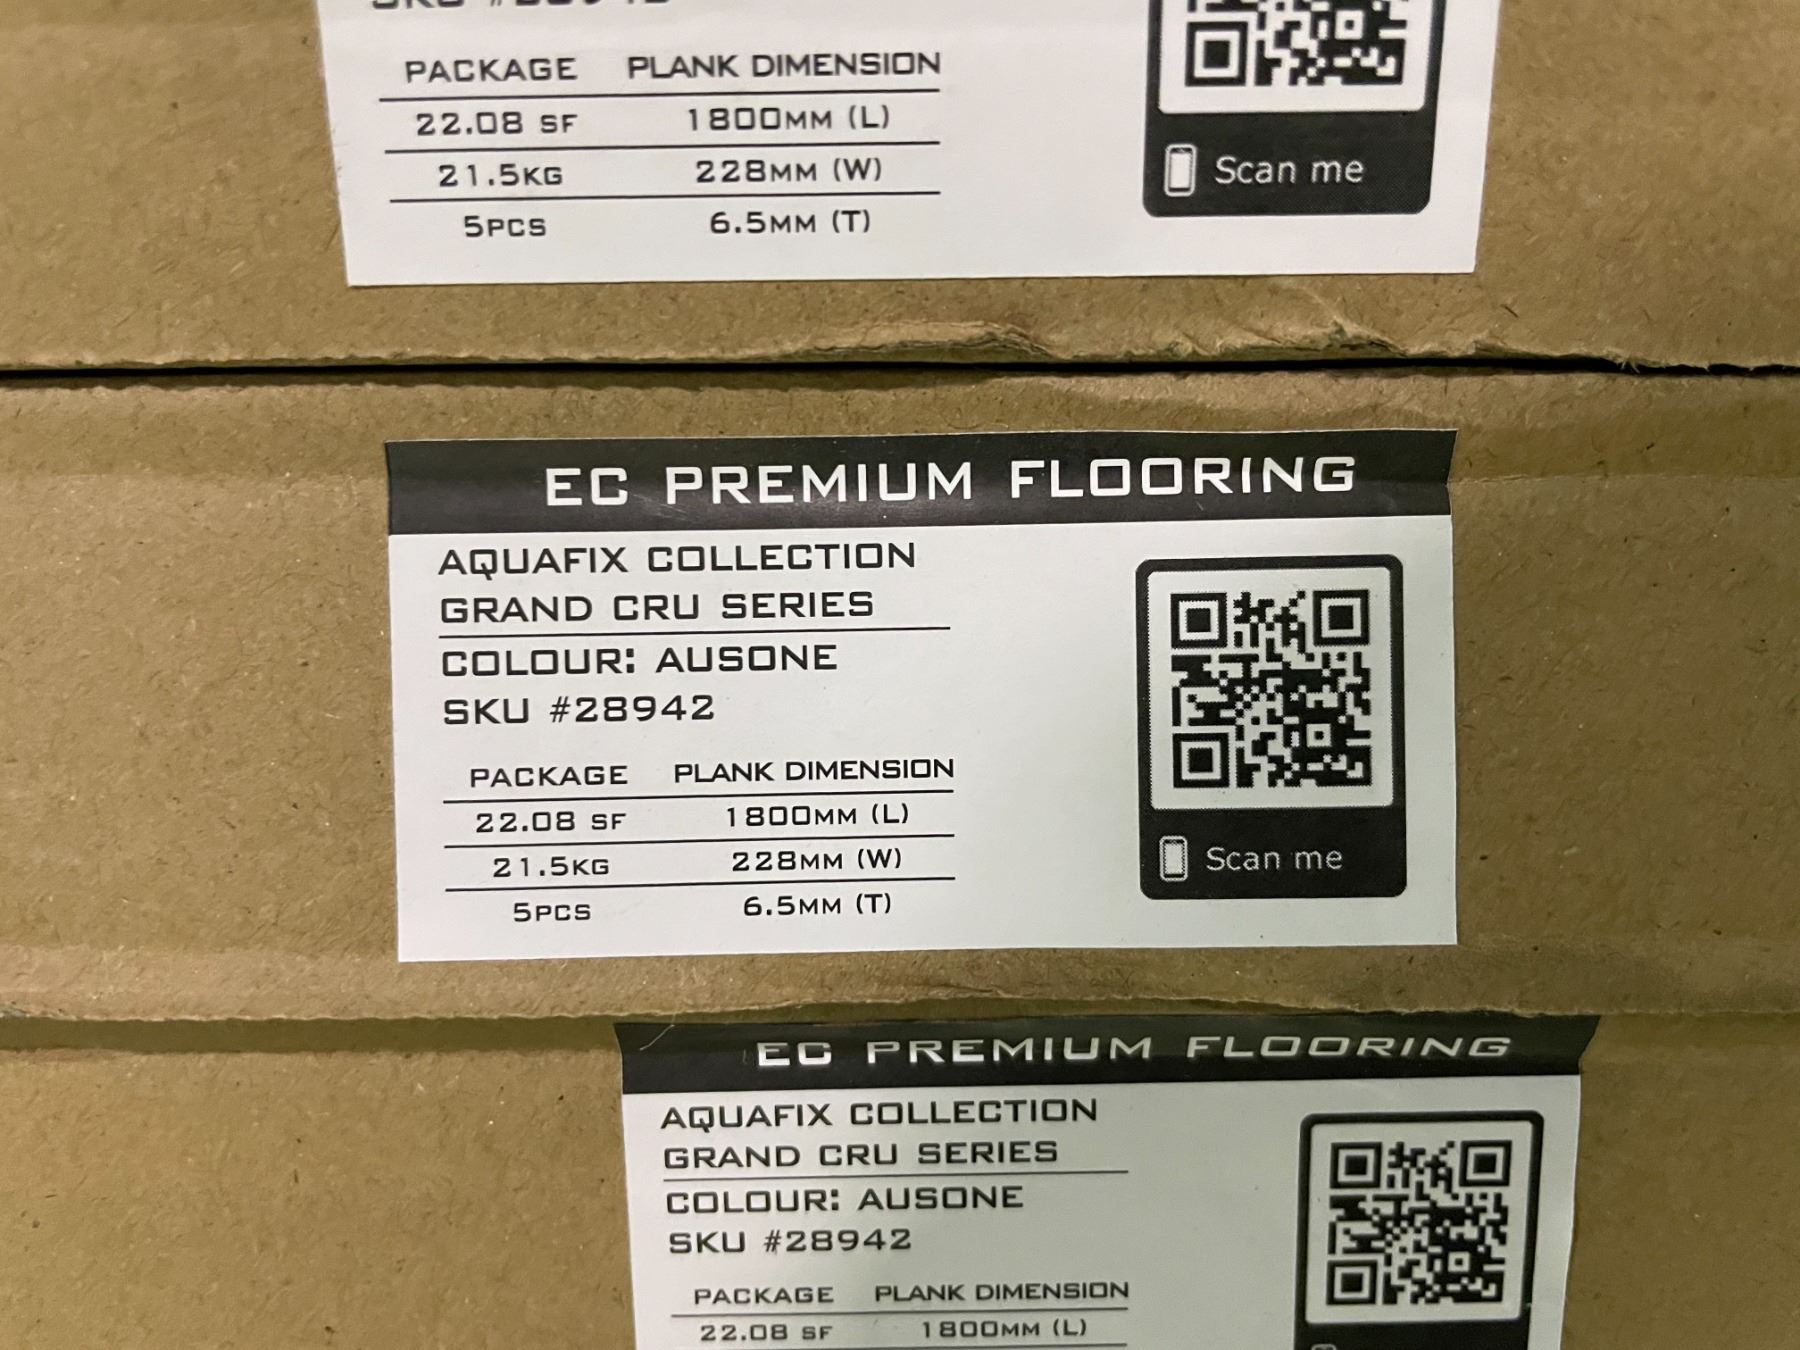 PACKAGE PLANK DIMENSION
22.08 SF 1800MM (L)
21.5KG 228MM (W)
5PCS 6.5MM (T)
Scan me
EC PREMIUM FLOORING
AQUAFIX COLLECTION
GRAND CRU SERIES
COLOUR: AUSONE
SKU #28942
PACKAGE PLANK DIMENSION
22.08 SF 1800MM (L)
21.5KG 228MM (W)
5PCS 6.5MM (T)
Scan me
EC PREMIUM FLOORING
AQUAFIX COLLECTION
GRAND CRU SERIES
COLOUR: AUSONE
SKU #28942
PACKAGE PLANK DIMENSION
22.08 SF 1800MM (L)